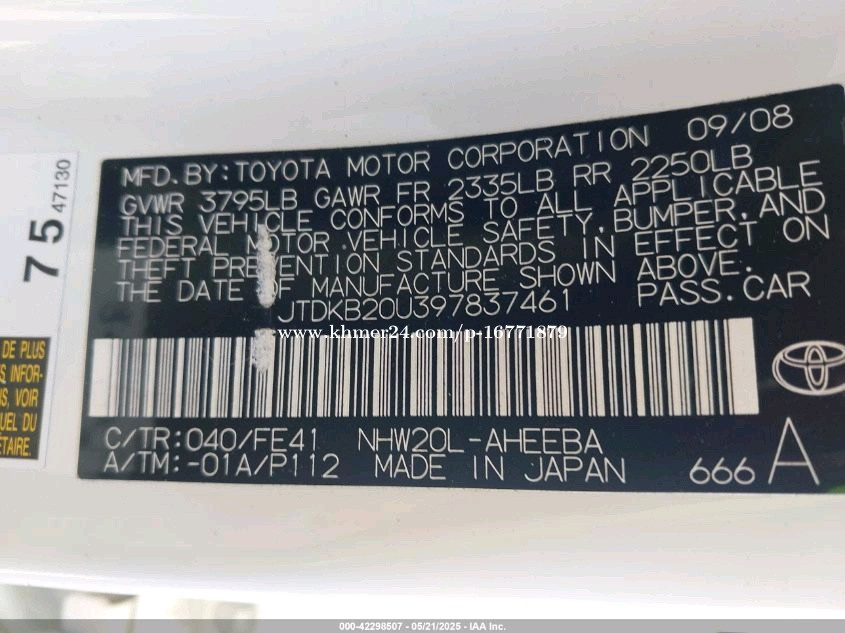 75
47130
MFD.BY:TOYOTA MOTOR CORPORATION 09/08
GVWR 3795LB GAWR FR 2335LB RR 2250LB
THIS VEHICLE CONFORMS TO ALL APPLICABLE
FEDERAL MOTOR VEHICLE SAFETY,BUMPER,AND
THEFT PREVENTION STANDARDS IN EFFECT ON
THE DATE OF MANUFACTURE SHOWN ABOVE.
JTDKB20U397837461 PASS.CAR
www.khmer24.com/p-16771879
DE PLUS
INFOR-
VOIR
DU
C/TR:040/FE41 NHW20L-AHEEBA
A/TM:-01A/P112 MADE IN JAPAN 666 A
000-42298507 - 05/21/2025 - IAA Inc.